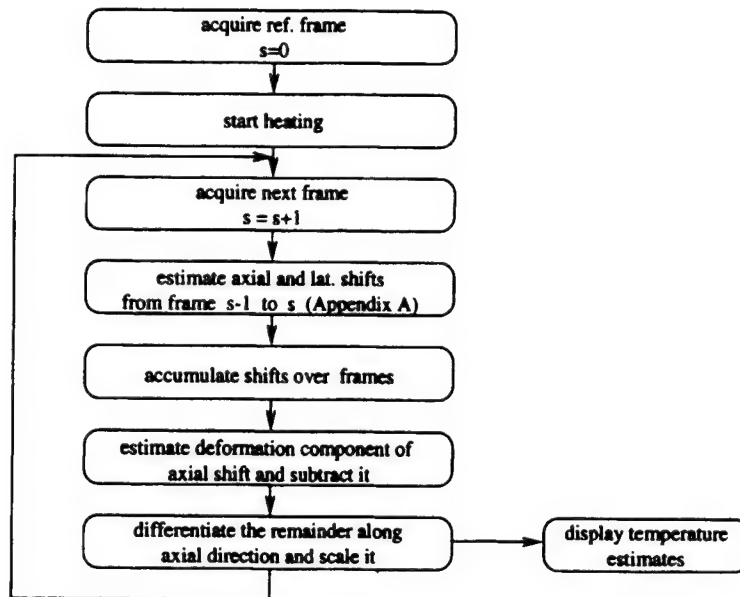 acquire ref. frame
s=0
start heating
acquire next frame
s = s+1
estimate axial and lat. shifts
from frame s-1 to s (Appendix A)
accumulate shifts over frames
estimate deformation component of
axial shift and subtract it
differentiate the remainder along
axial direction and scale it
display temperature
estimates